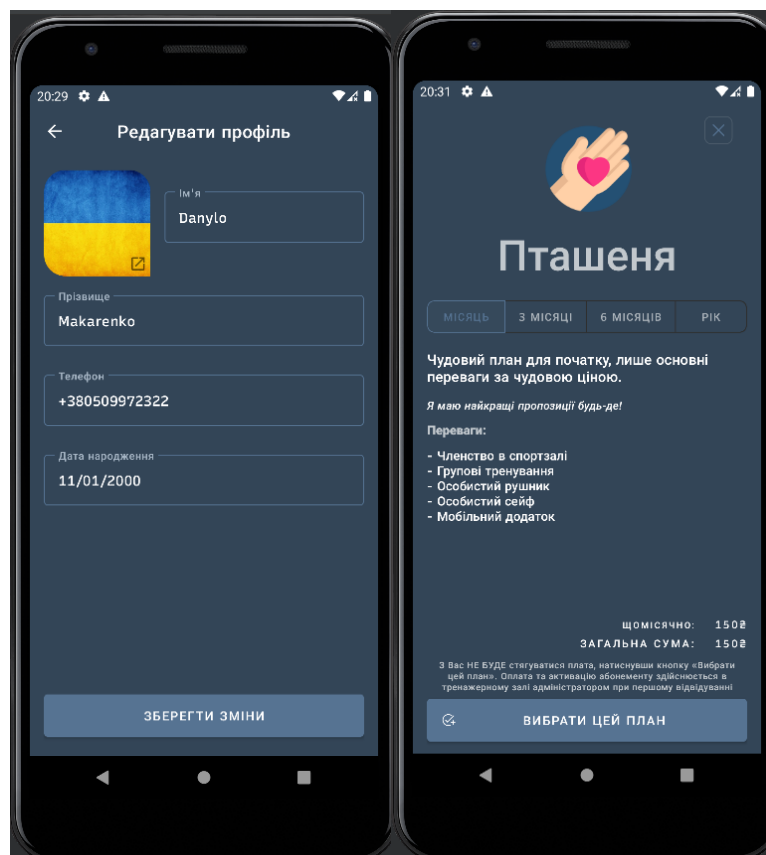 20:29
Редагувати профіль
Ім'я
Danylo
Прізвище
Makarenko
Телефон
+380509972322
Дата народження
11/01/2000
ЗБЕРЕГТИ ЗМІНИ
20:31
Пташеня
МІСЯЦЬ 3 МІСЯЦІ 6 МІСЯЦІВ РІК
Чудовий план для початку, лише основні
переваги за чудовою ціною.
Я маю найкращі пропозиції будь-де!
Переваги:
- Членство в спортзалі
- Групові тренування
- Особистий рушник
- Особистий сейф
- Мобільний додаток
ЩОМІСЯЧНО: 150₴
ЗАГАЛЬНА СУМА: 150₴
З Вас НЕ БУДЕ стягуватися плата, натиснувши кнопку «Вибрати
цей план». Оплата та активацію абонементу здійснюється в
тренажерному залі адміністратором при першому відвідуванні
ВИБРАТИ ЦЕЙ ПЛАН